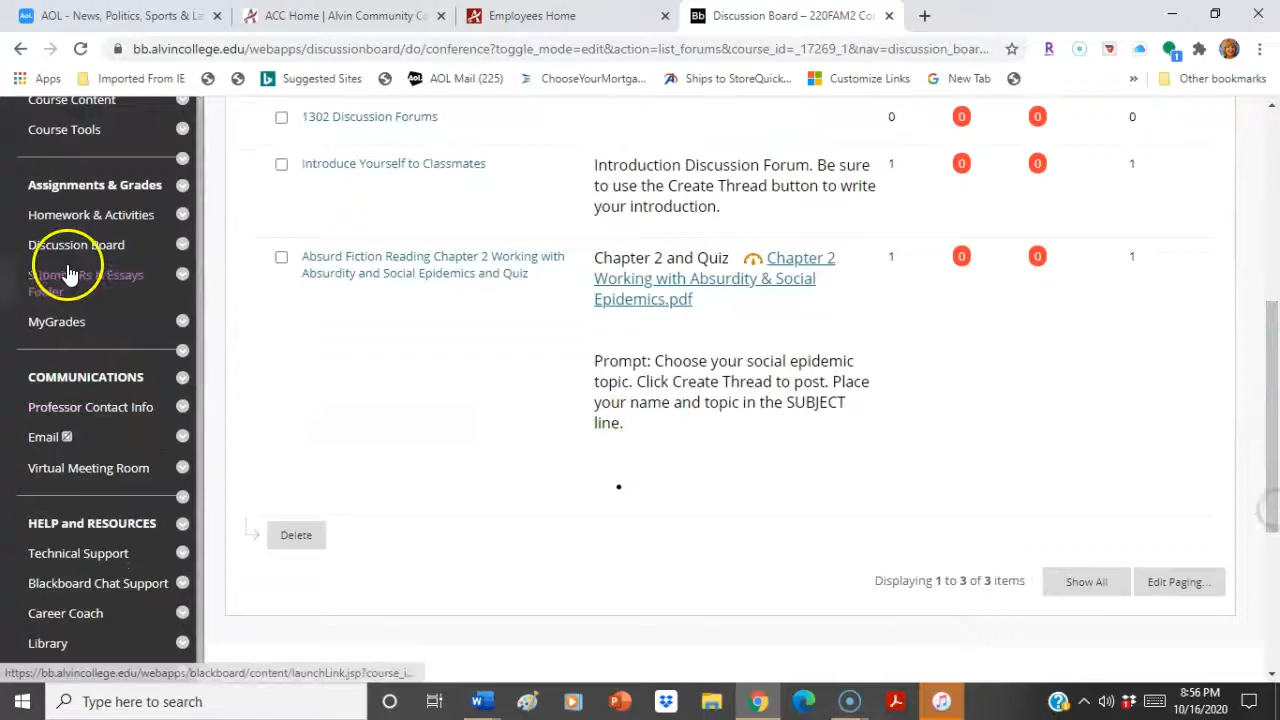 AOL - News, Politics, Sports & La
ACC Home | Alvin Community Co
Employees Home
Bb Discussion Board – 220FAM2 Co
bb.alvincollege.edu/webapps/discussionboard/do/conference?toggle_mode=edit&action=list_forums&course_id=_17269_1&nav=discussion_boar...
Apps
Imported From IE
Suggested Sites
AOL Mail (225)
ChooseYourMortga...
Ships to StoreQuick...
Customize Links
New Tab
»
Other bookmarks
Course Content
Course Tools
Assignments & Grades
Homework & Activities
Discussion Board
Essays
MyGrades
COMMUNICATIONS
Professor Contact Info
Email
Virtual Meeting Room
HELP and RESOURCES
Technical Support
Blackboard Chat Support
Career Coach
Library
1302 Discussion Forums
0 0 0 0
Introduce Yourself to Classmates
Introduction Discussion Forum. Be sure
to use the Create Thread button to write
your introduction.
1 0 0 1
Absurd Fiction Reading Chapter 2 Working with
Absurdity and Social Epidemics and Quiz
Chapter 2 and Quiz Chapter 2
Working with Absurdity & Social
Epidemics.pdf
1 0 0 1
Prompt: Choose your social epidemic
topic. Click Create Thread to post. Place
your name and topic in the SUBJECT
line.
Delete
Displaying 1 to 3 of 3 items
Show All
Edit Paging...
https://bb.alvincollege.edu/webapps/blackboard/content/launchLink.jsp?course_i...
Type here to search
8:56 PM
10/16/2020